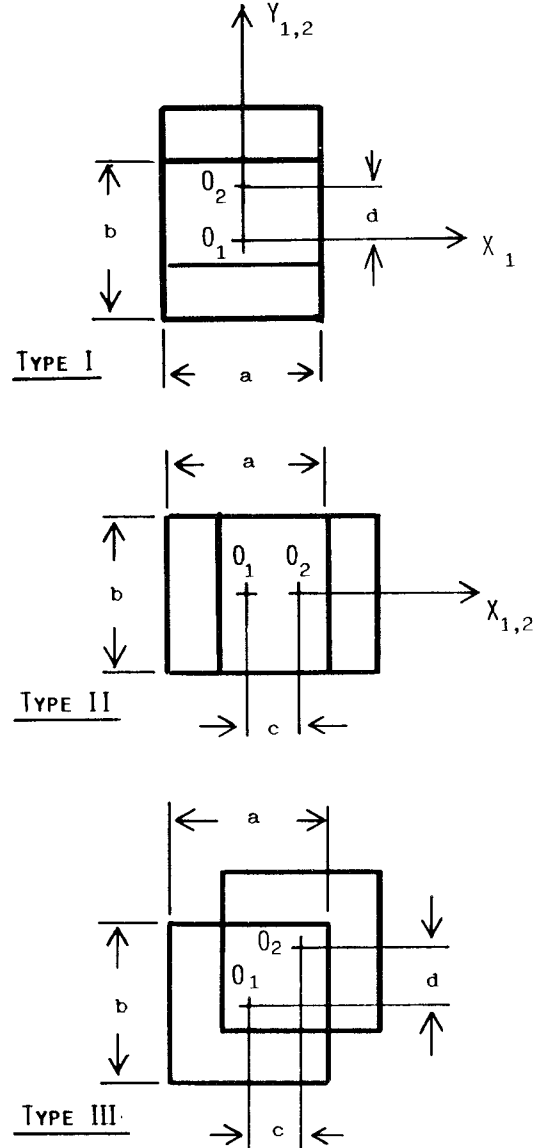 Y1,2
O2
d
b
O1
X1
TYPE I
a
a
O1 O2
b
X1,2
TYPE II
c
a
O2
O1
d
b
TYPE III
c